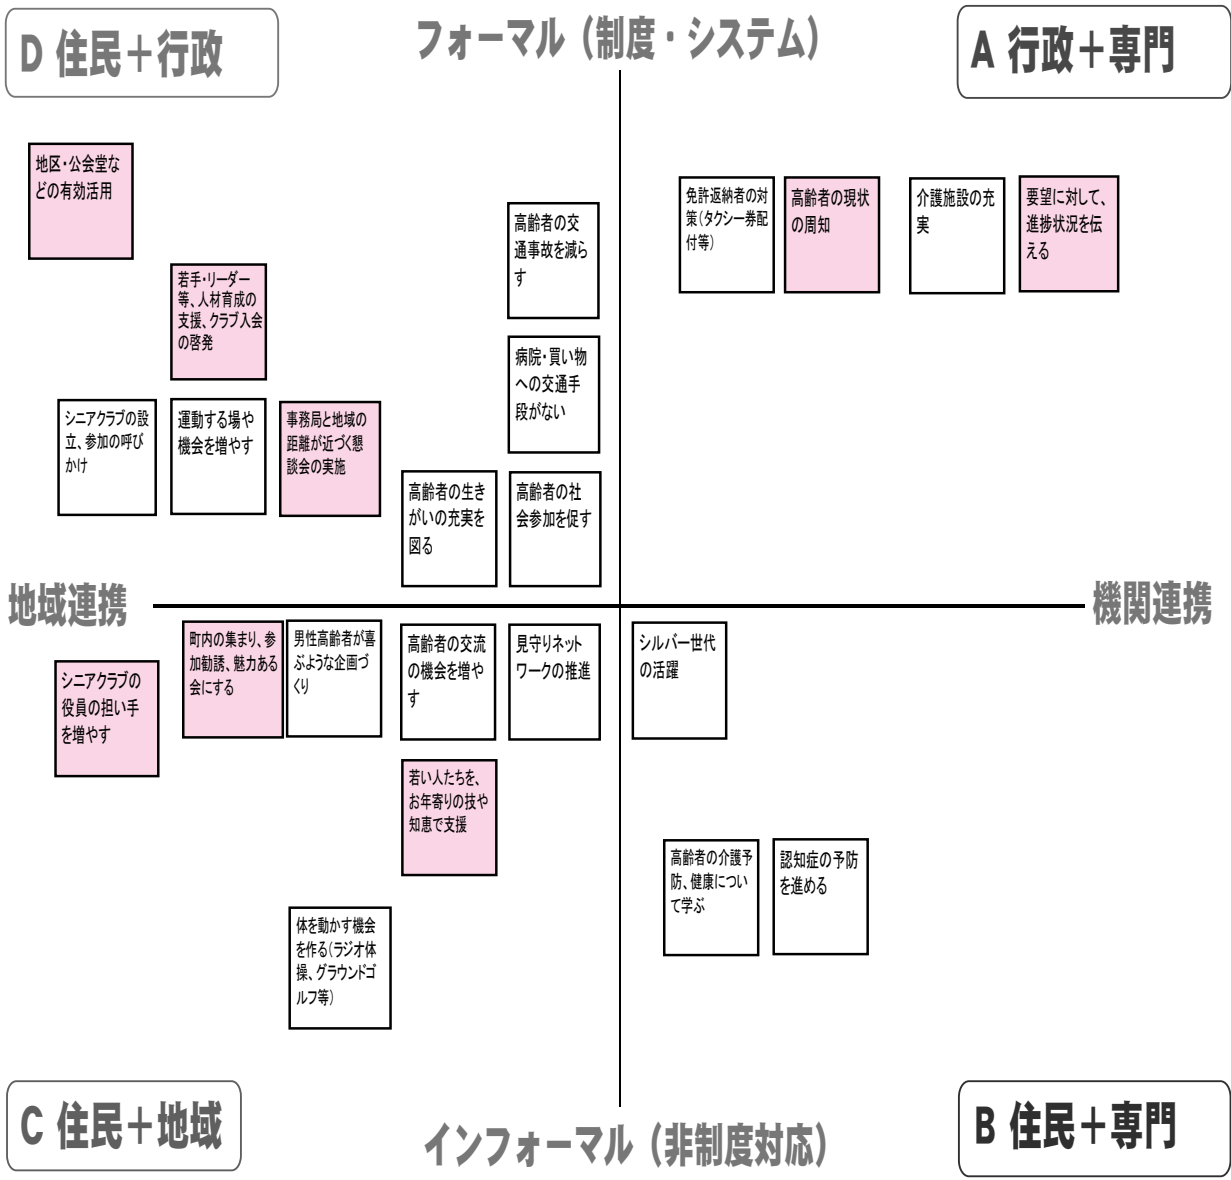 D 住民＋行政
フォーマル（制度・システム）
A 行政＋専門
地区・公会堂な
どの有効活用
若手・リーダー
等、人材育成の
支援、クラブ入会
の啓発
シニアクラブの設
立、参加の呼び
かけ
運動する場や
機会を増やす
事務局と地域の
距離が近づく懇
談会の実施
高齢者の交
通事故を減ら
す
病院・買い物
への交通手
段がない
高齢者の生き
がいの充実を
図る
高齢者の社
会参加を促す
免許返納者の対
策（タクシー券配
付等）
高齢者の現状
の周知
介護施設の充
実
要望に対して、
進捗状況を伝
える
地域連携
機関連携
シニアクラブの
役員の担い手
を増やす
町内の集まり、参
加勧誘、魅力ある
会にする
男性高齢者が喜
ぶような企画づ
くり
高齢者の交流
の機会を増や
す
見守りネット
ワークの推進
シルバー世代
の活躍
若い人たちを、
お年寄りの技や
知恵で支援
体を動かす機会
を作る（ラジオ体
操、グラウンドゴ
ルフ等）
高齢者の介護予
防、健康につい
て学ぶ
認知症の予防
を進める
C 住民＋地域
インフォーマル（非制度対応）
B 住民＋専門